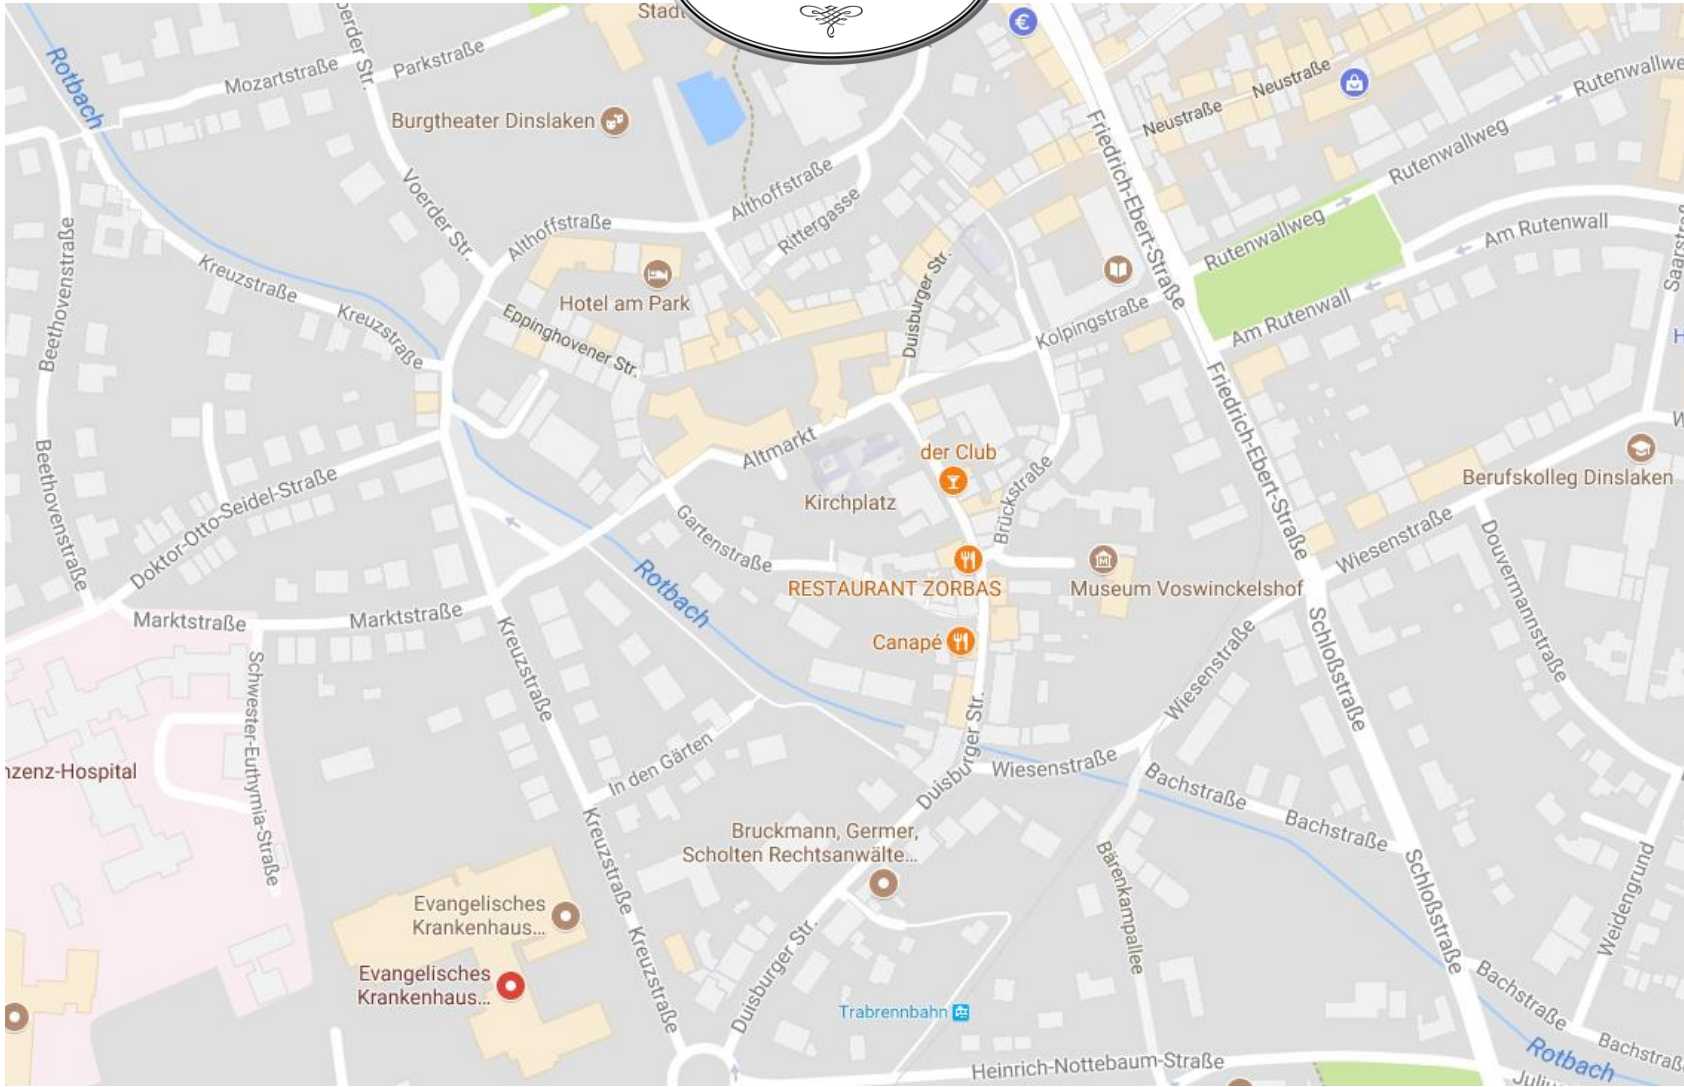 Stadt
€
Rotbach
Mozartstraße
Parkstraße
Burgtheater Dinslaken
Voerder Str.
Althoffstraße
Althoffstraße
Rittergasse
Friedrich-Ebert-Straße
Neustraße
Neustraße
Rutenwallweg
Rutenwallweg
Am Rutenwall
Am Rutenwall
Beethovenstraße
Kreuzstraße
Kreuzstraße
Hotel am Park
Eppinghovener Str.
Duisburger Str.
Kolpingstraße
Friedrich-Ebert-Straße
Altmarkt
der Club
Kirchplatz
Brückstraße
Berufskolleg Dinslaken
Beethovenstraße
Doktor-Otto-Seidel-Straße
Gartenstraße
Rotbach
RESTAURANT ZORBAS
Museum Voswinckelshof
Wiesenstraße
Douvermannstraße
Marktstraße
Marktstraße
Canapé
Kreuzstraße
Schwester-Euthymia-Straße
Wiesenstraße
Schloßstraße
nzenz-Hospital
In den Gärten
Duisburger Str.
Wiesenstraße
Bachstraße
Bachstraße
Bruckmann, Germer,
Scholten Rechtsanwälte...
Kreuzstraße
Bärenkampallee
Schloßstraße
Weidengrund
Evangelisches
Krankenhaus...
Evangelisches
Krankenhaus...
Kreuzstraße
Duisburger Str.
Trabrennbahn
Bachstraße
Bachstraß
Rotbach
Heinrich-Nottebaum-Straße